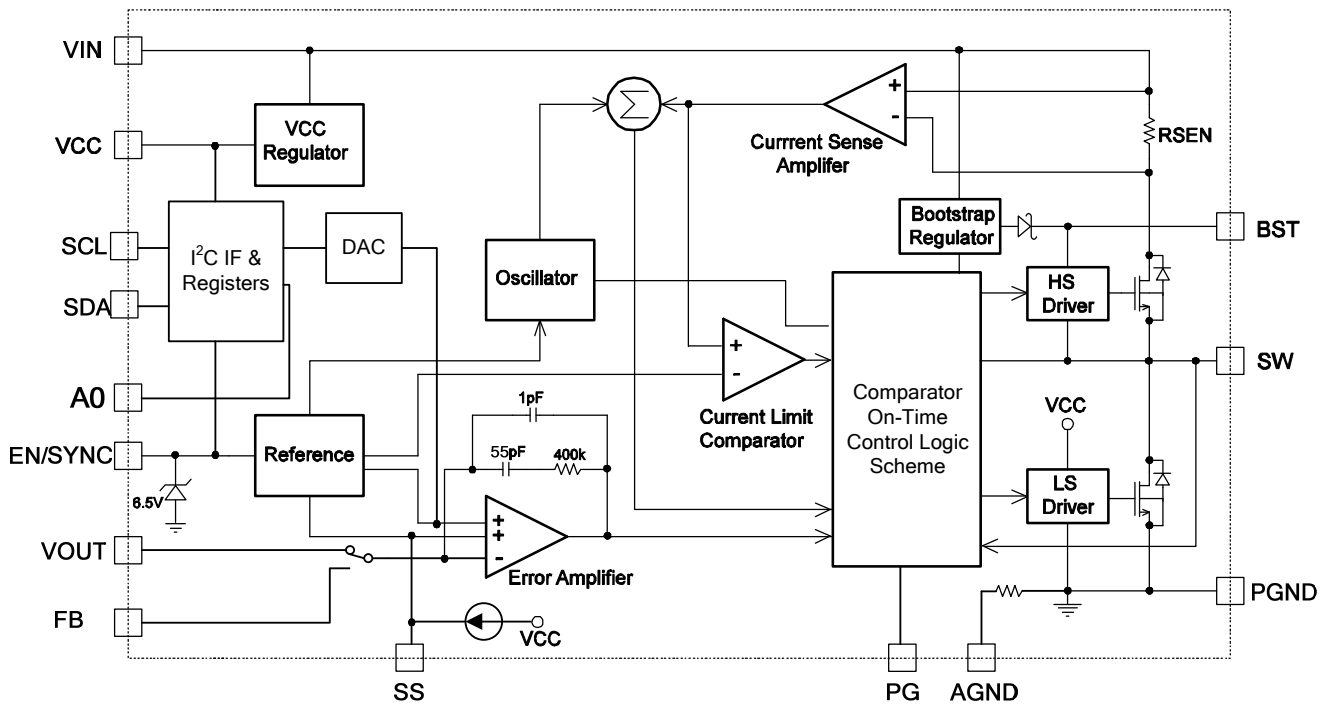 VIN
VCC
Regulator
VCC
SCL
SDA
A0
EN/SYNC
6.5V
VOUT
FB
I²C IF &
Registers
DAC
Reference
Oscillator
Σ
+
-
Currrent Sense
Amplifer
RSEN
Bootstrap
Regulator
BST
HS
Driver
SW
+
-
Current Limit
Comparator
Comparator
On-Time
Control Logic
Scheme
VCC
LS
Driver
1pF
55pF
400k
+
+
-
Error Amplifier
VCC
PGND
SS
PG
AGND